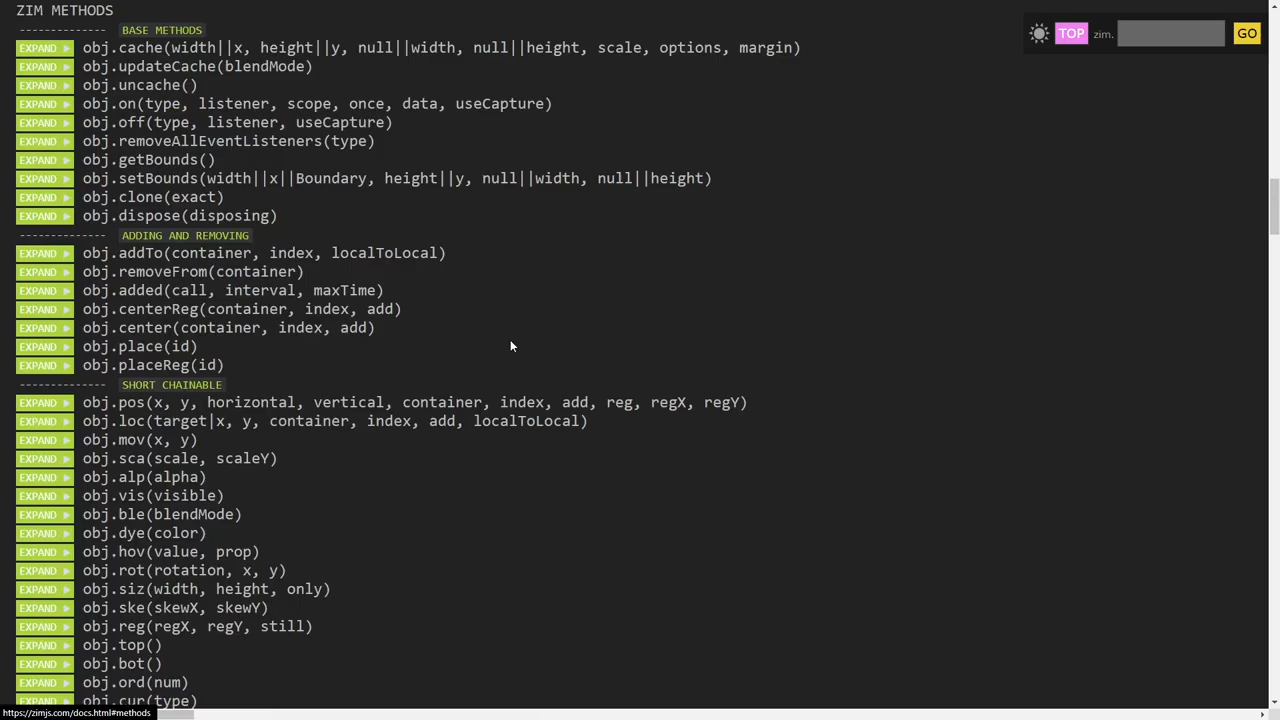 ZIM METHODS
-------------- BASE METHODS
EXPAND ► obj.cache(width||x, height||y, null||width, null||height, scale, options, margin)
EXPAND ► obj.updateCache(blendMode)
EXPAND ► obj.uncache()
EXPAND ► obj.on(type, listener, scope, once, data, useCapture)
EXPAND ► obj.off(type, listener, useCapture)
EXPAND ► obj.removeAllEventListeners(type)
EXPAND ► obj.getBounds()
EXPAND ► obj.setBounds(width||x||Boundary, height||y, null||width, null||height)
EXPAND ► obj.clone(exact)
EXPAND ► obj.dispose(disposing)
-------------- ADDING AND REMOVING
EXPAND ► obj.addTo(container, index, localToLocal)
EXPAND ► obj.removeFrom(container)
EXPAND ► obj.added(call, interval, maxTime)
EXPAND ► obj.centerReg(container, index, add)
EXPAND ► obj.center(container, index, add)
EXPAND ► obj.place(id)
EXPAND ► obj.placeReg(id)
-------------- SHORT CHAINABLE
EXPAND ► obj.pos(x, y, horizontal, vertical, container, index, add, reg, regX, regY)
EXPAND ► obj.loc(target|x, y, container, index, add, localToLocal)
EXPAND ► obj.mov(x, y)
EXPAND ► obj.sca(scale, scaleY)
EXPAND ► obj.alp(alpha)
EXPAND ► obj.vis(visible)
EXPAND ► obj.ble(blendMode)
EXPAND ► obj.dye(color)
EXPAND ► obj.hov(value, prop)
EXPAND ► obj.rot(rotation, x, y)
EXPAND ► obj.siz(width, height, only)
EXPAND ► obj.ske(skewX, skewY)
EXPAND ► obj.reg(regX, regY, still)
EXPAND ► obj.top()
EXPAND ► obj.bot()
EXPAND ► obj.ord(num)
EXPAND ► obj.cur(type)
https://zimjs.com/docs.html#methods
TOP zim. GO